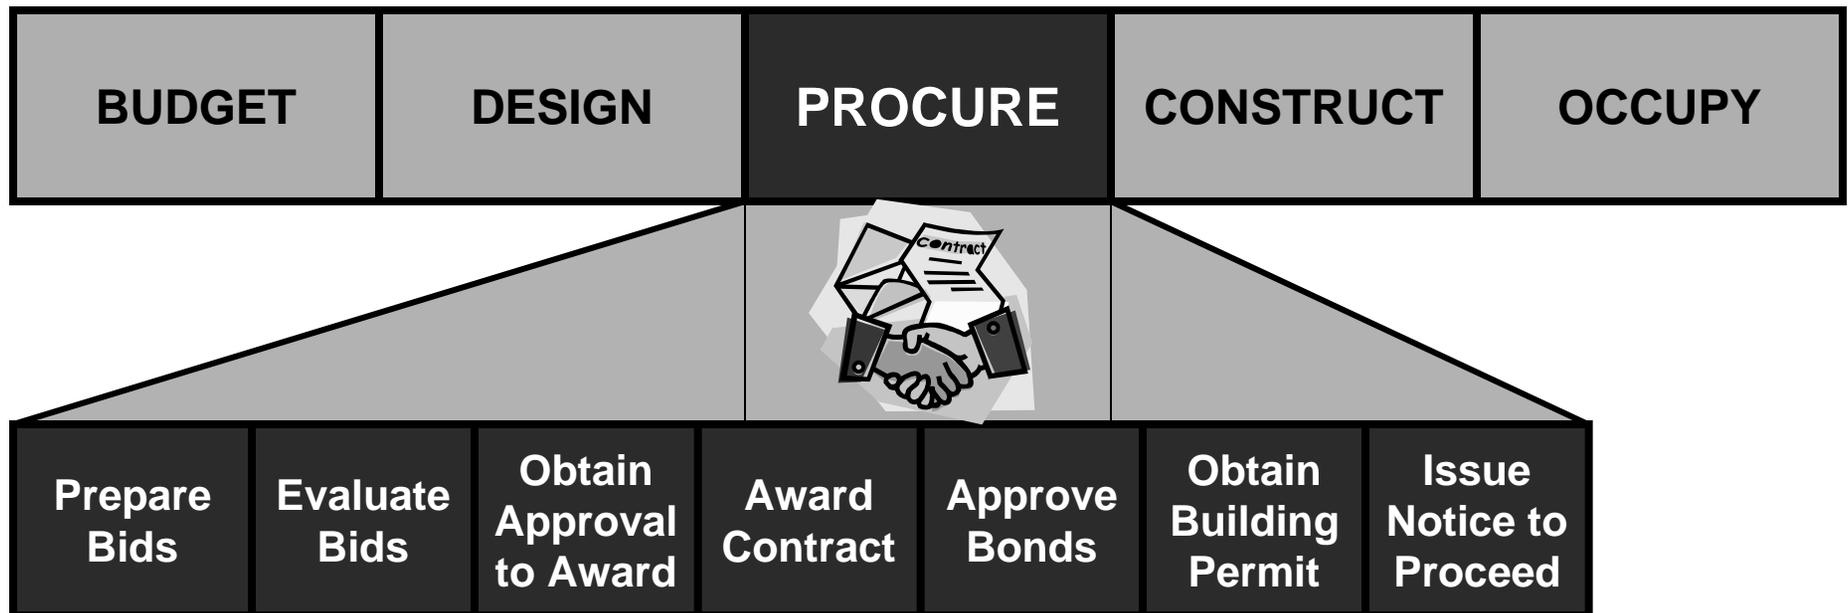 BUDGET
DESIGN
PROCURE
CONSTRUCT
OCCUPY
contract
Prepare
Bids
Evaluate
Bids
Obtain
Approval
to Award
Award
Contract
Approve
Bonds
Obtain
Building
Permit
Issue
Notice to
Proceed